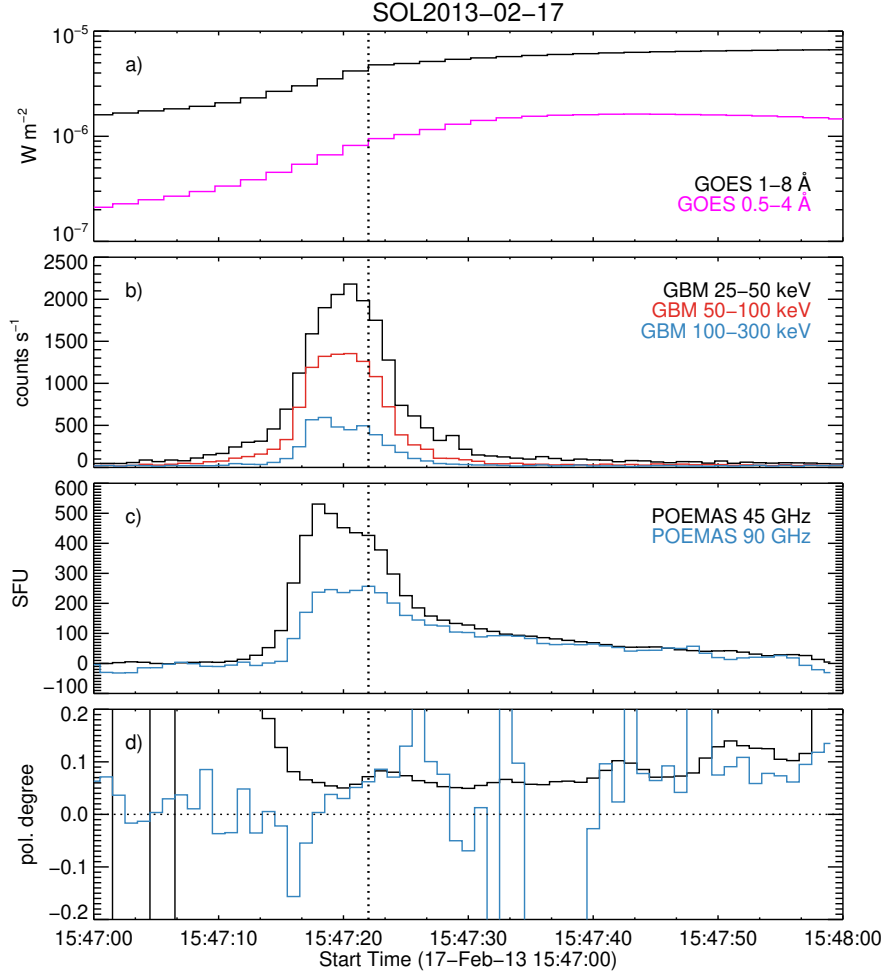 SOL2013−02−17
10⁻⁵
a)
10⁻⁶
W m⁻²
GOES 1−8 Å
GOES 0.5−4 Å
10⁻⁷
2500
b)
GBM 25−50 keV
2000
GBM 50−100 keV
GBM 100−300 keV
1500
counts s⁻¹
1000
500
0
600
c)
POEMAS 45 GHz
500
POEMAS 90 GHz
400
300
SFU
200
100
0
−100
0.2
d)
0.1
pol. degree
0.0
−0.1
−0.2
15:47:00 15:47:10 15:47:20 15:47:30 15:47:40 15:47:50 15:48:00
Start Time (17−Feb−13 15:47:00)